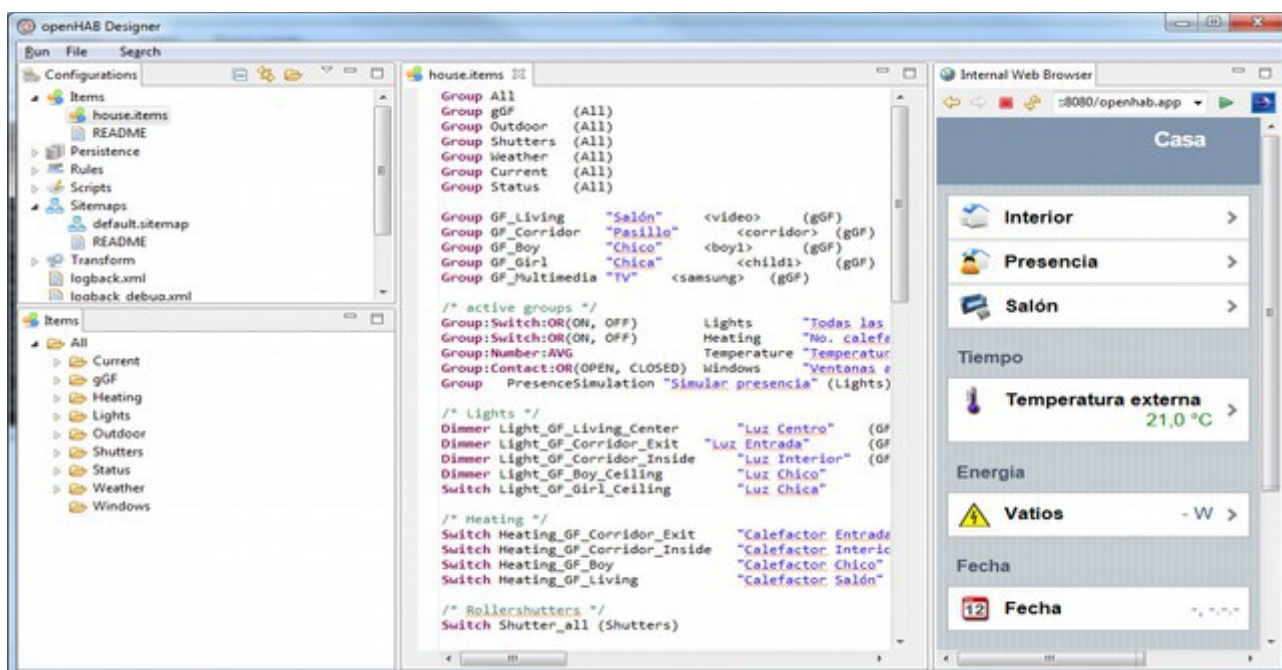 openHAB Designer
Run File Search
Configurations
Items
house.items
README
Persistence
Rules
Scripts
Sitemaps
default.sitemap
README
Transform
logback.xml
logback_debug.xml
Items
All
Current
gGF
Heating
Lights
Outdoor
Shutters
Status
Weather
Windows
house.items
Group All
Group gGF (All)
Group Outdoor (All)
Group Shutters (All)
Group Weather (All)
Group Current (All)
Group Status (All)
Group GF_Living "Salón" <video> (gGF)
Group GF_Corridor "Pasillo" <corridor> (gGF)
Group GF_Boy "Chico" <boy1> (gGF)
Group GF_Girl "Chica" <child1> (gGF)
Group GF_Multimedia "TV" <samsung> (gGF)
/* active groups */
Group:Switch:OR(ON, OFF) Lights "Todas las
Group:Switch:OR(ON, OFF) Heating "No. calefa
Group:Number:AVG Temperature "Temperatur
Group:Contact:OR(OPEN, CLOSED) Windows "Ventanas a
Group PresenceSimulation "Simular presencia" (Lights)
/* Lights */
Dimmer Light_GF_Living_Center "Luz Centro" (GF
Dimmer Light_GF_Corridor_Exit "Luz Entrada" (GF
Dimmer Light_GF_Corridor_Inside "Luz Interior" (GF
Dimmer Light_GF_Boy_Ceiling "Luz Chico"
Switch Light_GF_Girl_Ceiling "Luz Chica"
/* Heating */
Switch Heating_GF_Corridor_Exit "Calefactor Entrada
Switch Heating_GF_Corridor_Inside "Calefactor Interio
Switch Heating_GF_Boy "Calefactor Chico"
Switch Heating_GF_Living "Calefactor Salón"
/* Rollershutters */
Switch Shutter_all (Shutters)
Internal Web Browser
:8080/openhab.app
Casa
Interior
Presencia
Salón
Tiempo
Temperatura externa
21,0 °C
Energia
Vatios - W
Fecha
12 Fecha -, -.-.-